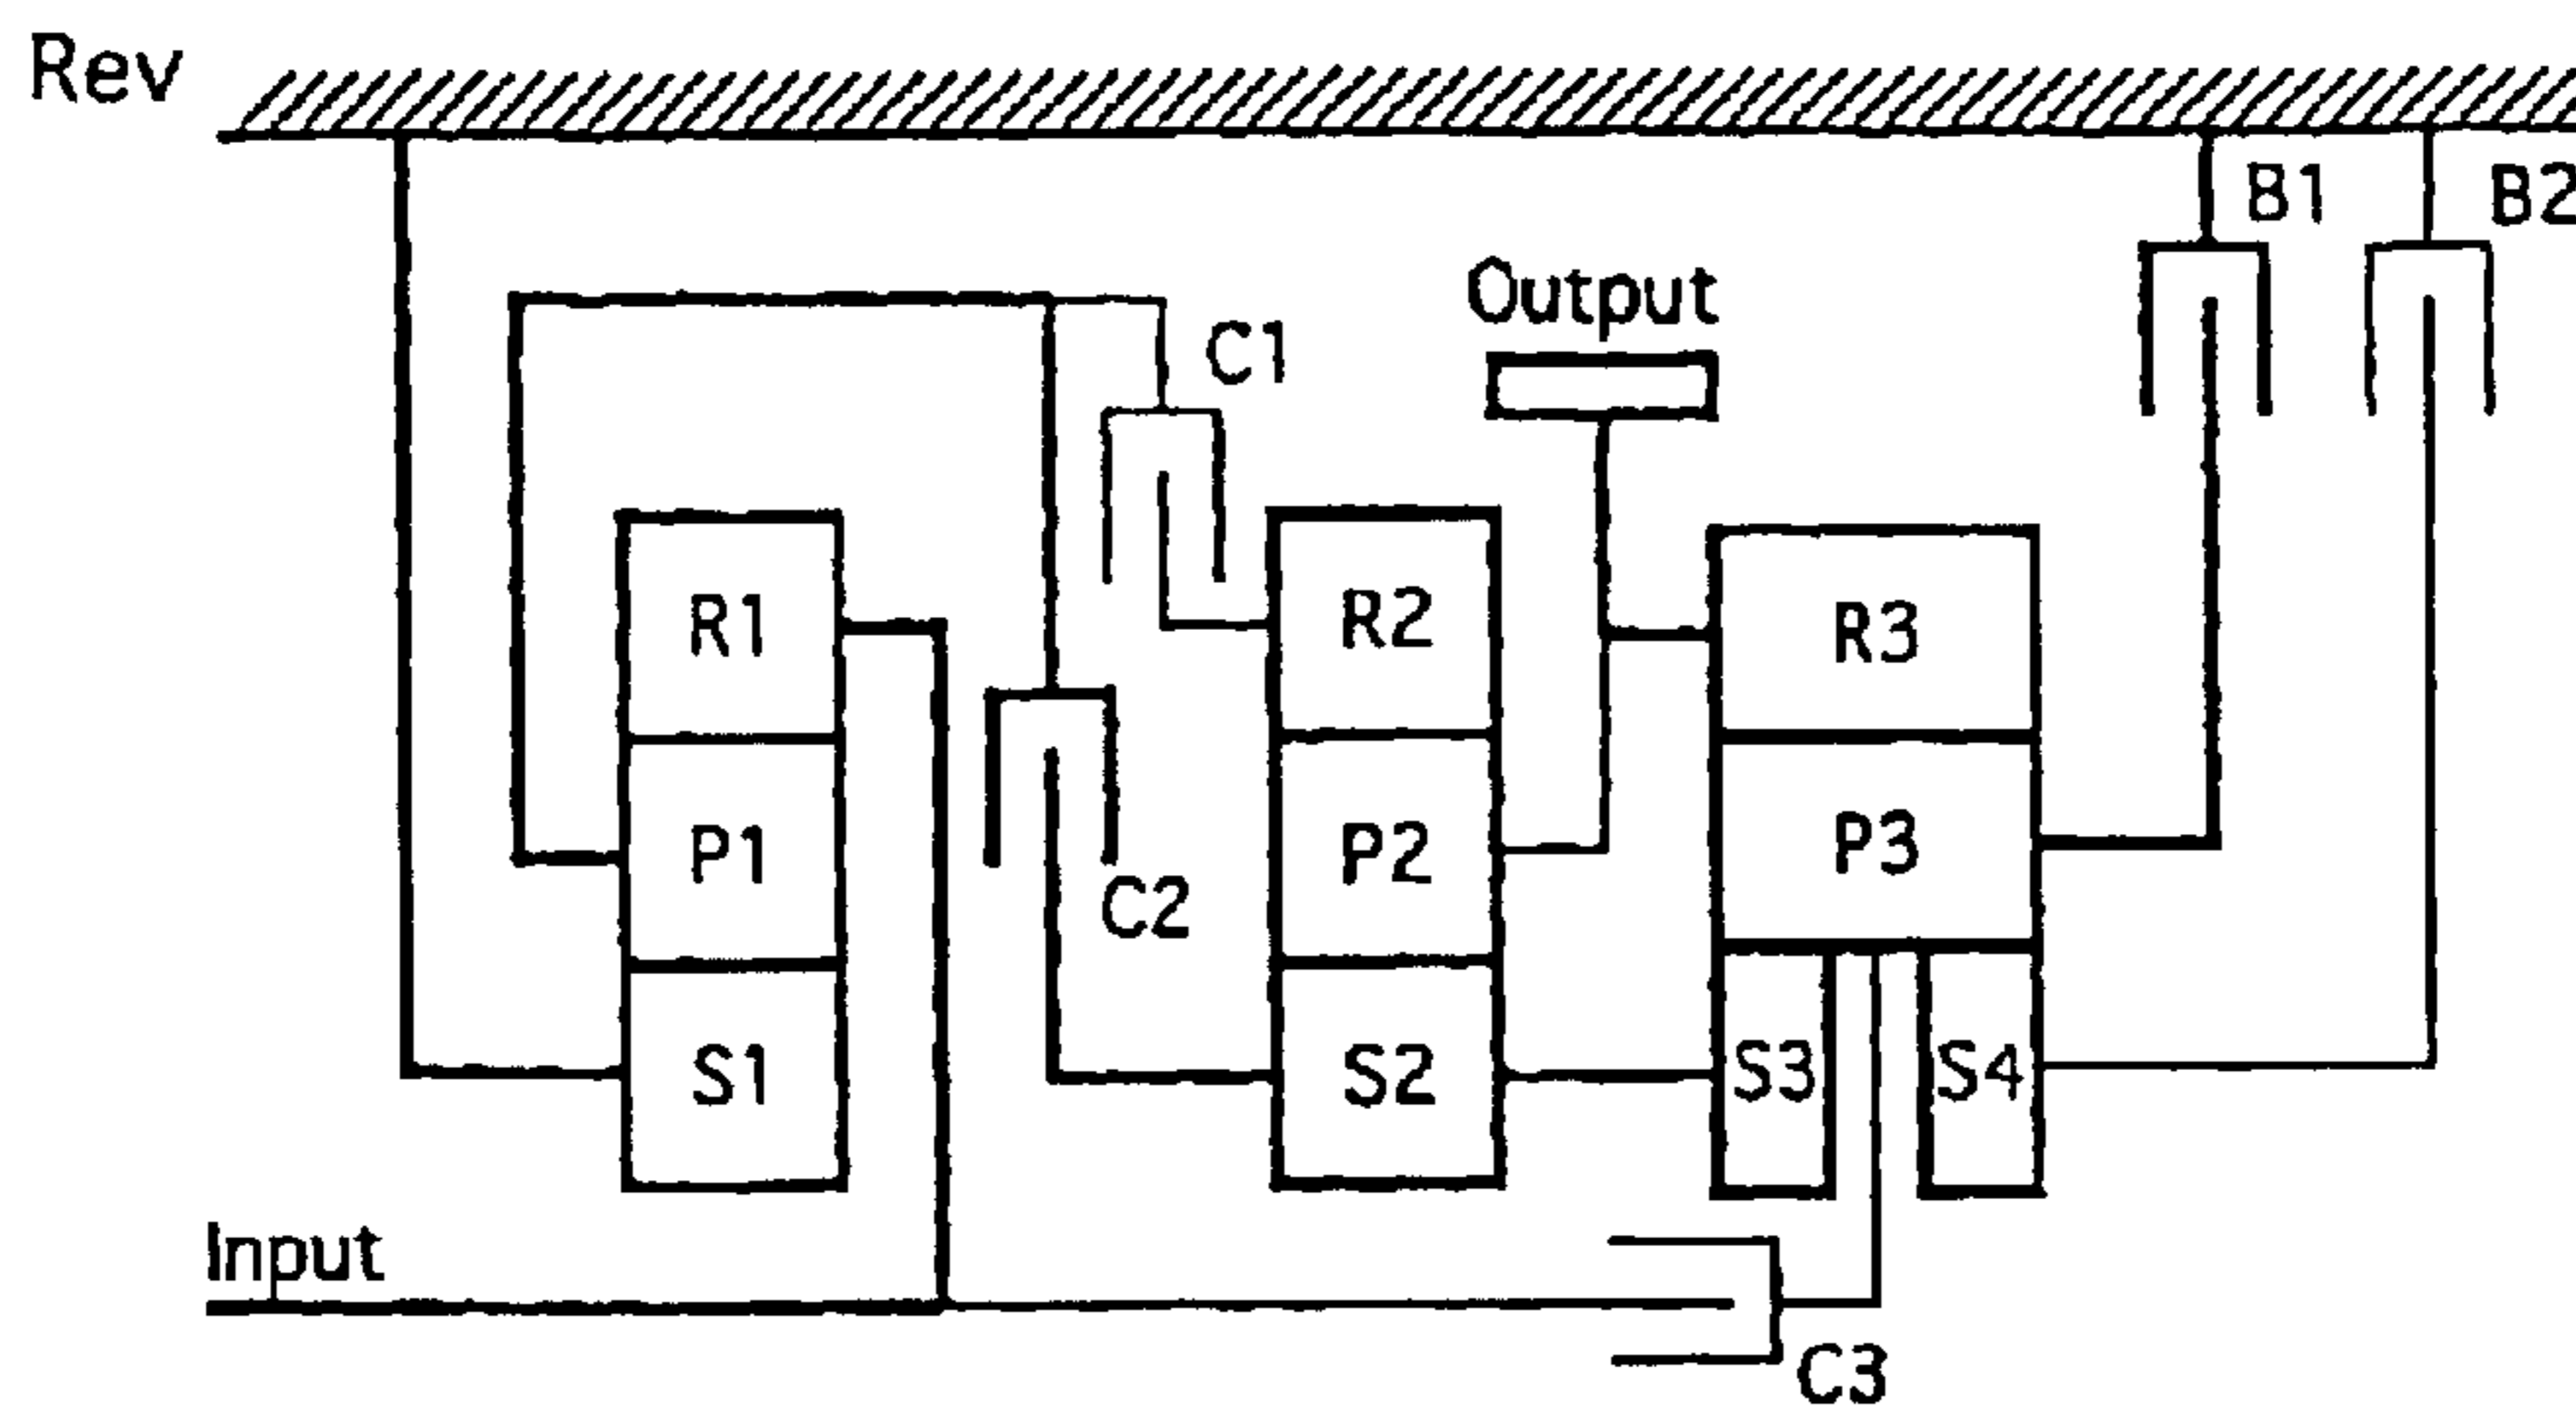 Rev
B1
B2
Output
C1
R1
R2
R3
P1
P2
P3
C2
S1
S2
S3
S4
Input
C3